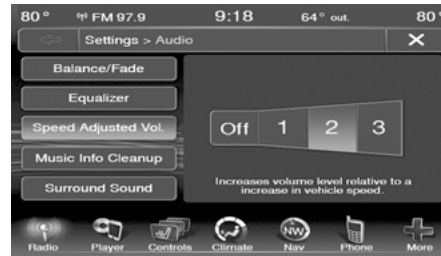 80° FM 97.9 9:18 64° out. 80°
Settings > Audio
Balance/Fade
Equalizer
Speed Adjusted Vol.
Music Info Cleanup
Surround Sound
Off 1 2 3
Increases volume level relative to a
increase in vehicle speed.
NW
Radio Player Controls Climate Nav Phone More